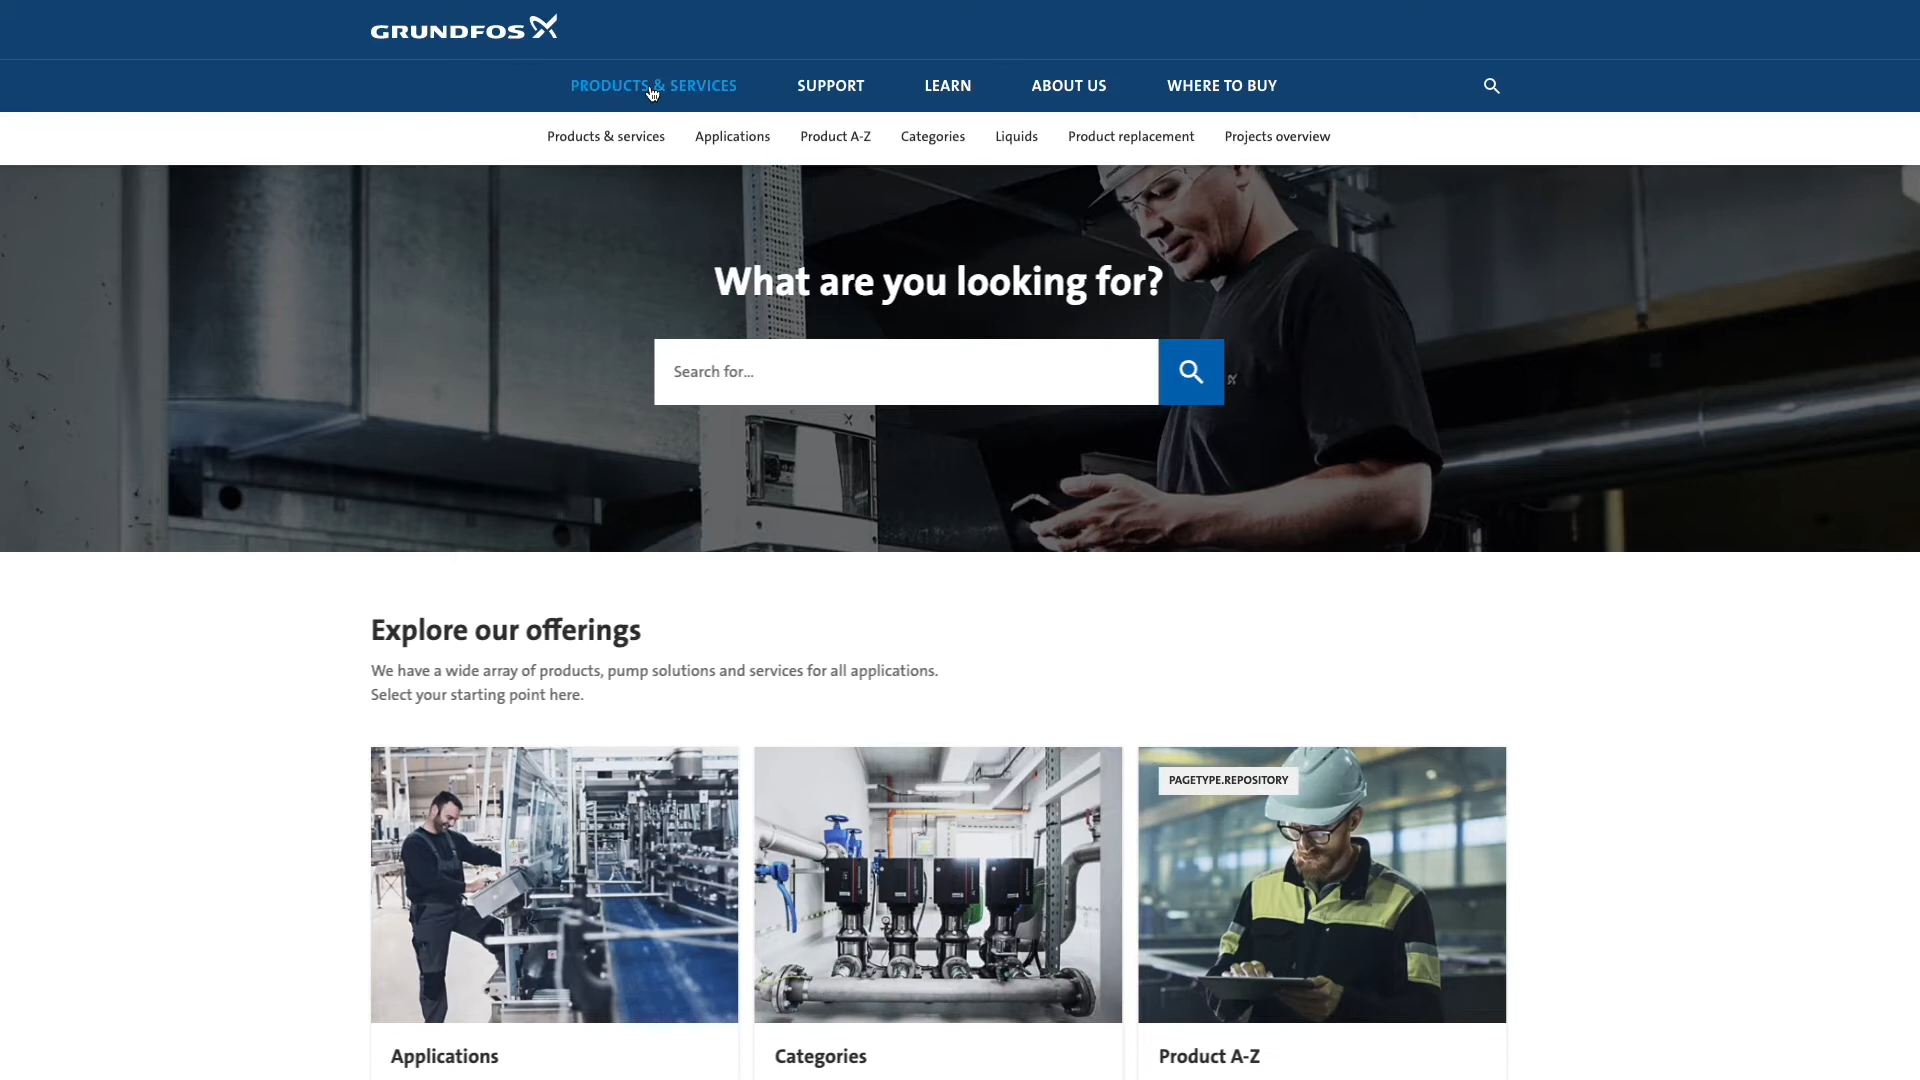 GRUNDFOS
PRODUCTS & SERVICES SUPPORT LEARN ABOUT US WHERE TO BUY
Products & services Applications Product A-Z Categories Liquids Product replacement Projects overview
What are you looking for?
Search for...
Explore our offerings
We have a wide array of products, pump solutions and services for all applications.
Select your starting point here.
PAGETYPE.REPOSITORY
Applications Categories Product A-Z